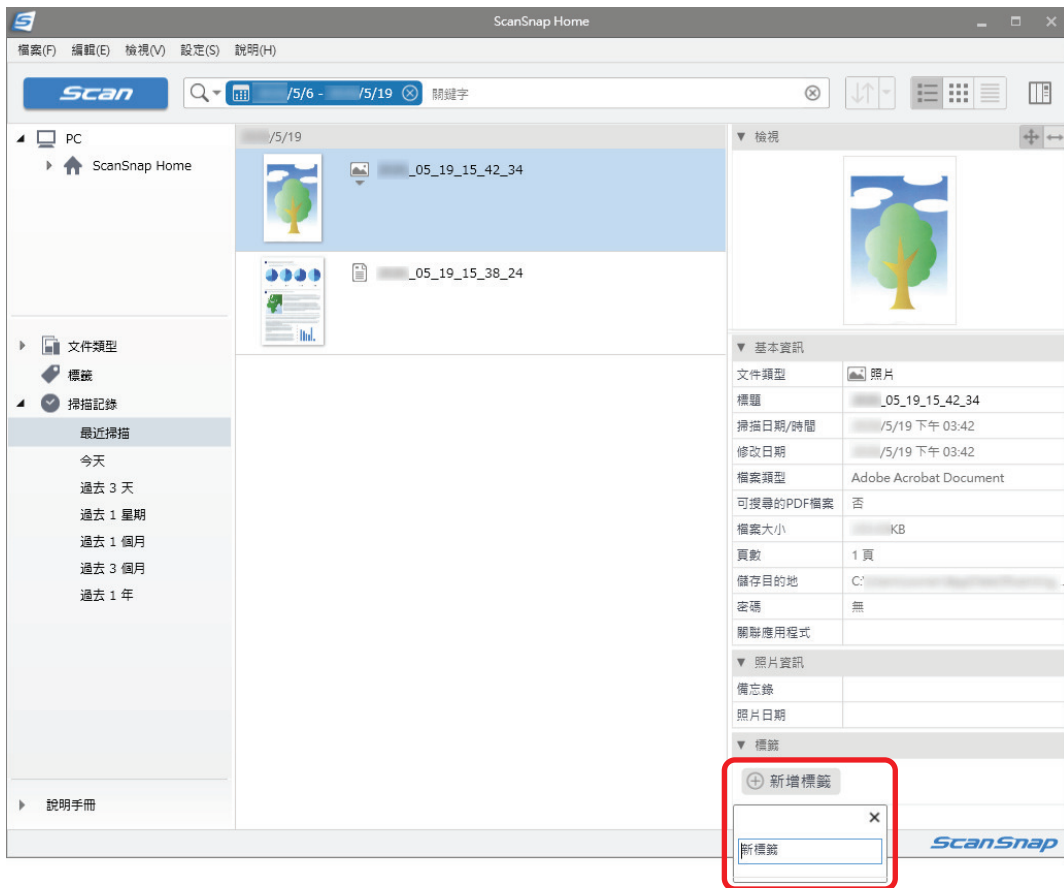 ScanSnap Home
檔案(F) 編輯(E) 檢視(V) 設定(S) 說明(H)
Scan
/5/6 - /5/19 關鍵字
PC
ScanSnap Home
文件類型
標籤
掃描記錄
最近掃描
今天
過去 3 天
過去 1 星期
過去 1 個月
過去 3 個月
過去 1 年
說明手冊
/5/19
_05_19_15_42_34
_05_19_15_38_24
檢視
基本資訊
文件類型 照片
標題 _05_19_15_42_34
掃描日期/時間 /5/19 下午 03:42
修改日期 /5/19 下午 03:42
檔案類型 Adobe Acrobat Document
可搜尋的PDF檔案 否
檔案大小 KB
頁數 1 頁
儲存目的地 C:
密碼 無
關聯應用程式
照片資訊
備忘錄
照片日期
標籤
新增標籤
新標籤
ScanSnap